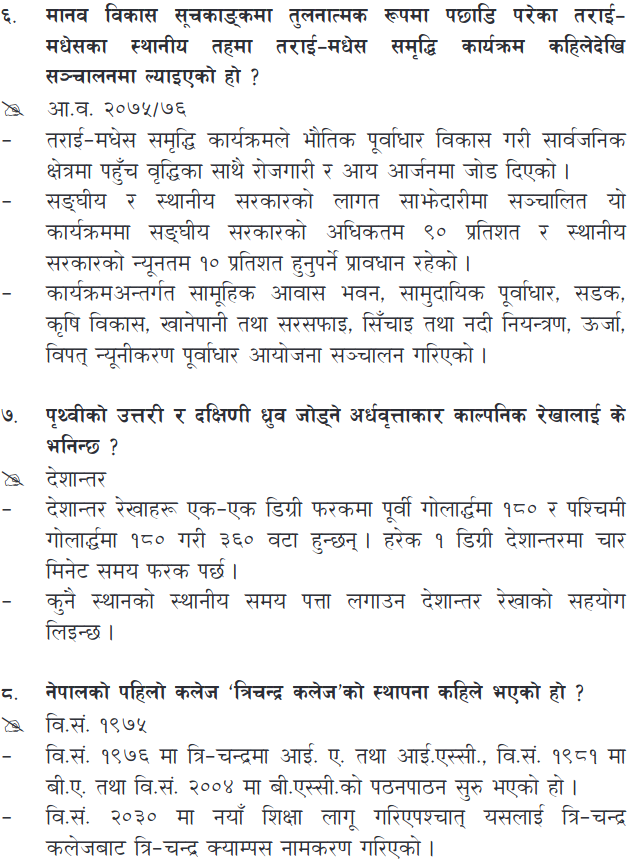 ६. मानव विकास सूचकाङ्कमा तुलनात्मक रूपमा पछाडि परेका तराई–
मधेसका स्थानीय तहमा तराई–मधेस समृद्धि कार्यक्रम कहिलेदेखि
सञ्चालनमा ल्याइएको हो ?
आ.व. २०७५/७६
– तराई–मधेस समृद्धि कार्यक्रमले भौतिक पूर्वाधार विकास गरी सार्वजनिक
क्षेत्रमा पहुँच वृद्धिका साथै रोजगारी र आय आर्जनमा जोड दिएको ।
– सङ्घीय र स्थानीय सरकारको लागत साझेदारीमा सञ्चालित यो
कार्यक्रममा सङ्घीय सरकारको अधिकतम ९० प्रतिशत र स्थानीय
सरकारको न्यूनतम १० प्रतिशत हुनुपर्ने प्रावधान रहेको ।
– कार्यक्रमअन्तर्गत सामूहिक आवास भवन, सामुदायिक पूर्वाधार, सडक,
कृषि विकास, खानेपानी तथा सरसफाइ, सिँचाइ तथा नदी नियन्त्रण, ऊर्जा,
विपत् न्यूनीकरण पूर्वाधार आयोजना सञ्चालन गरिएको ।
७. पृथ्वीको उत्तरी र दक्षिणी ध्रुव जोड्ने अर्धवृत्ताकार काल्पनिक रेखालाई के
भनिन्छ ?
देशान्तर
– देशान्तर रेखाहरू एक–एक डिग्री फरकमा पूर्वी गोलार्द्धमा १८० र पश्चिमी
गोलार्द्धमा १८० गरी ३६० वटा हुन्छन् । हरेक १ डिग्री देशान्तरमा चार
मिनेट समय फरक पर्छ ।
– कुनै स्थानको स्थानीय समय पत्ता लगाउन देशान्तर रेखाको सहयोग
लिइन्छ ।
८. नेपालको पहिलो कलेज ‘त्रिचन्द्र कलेज’को स्थापना कहिले भएको हो ?
वि.सं. १९७५
– वि.सं. १९७६ मा त्रि–चन्द्रमा आई. ए. तथा आई.एस्सी., वि.सं. १९८१ मा
बी.ए. तथा वि.सं. २००४ मा बी.एस्सी.को पठनपाठन सुरु भएको हो ।
– वि.सं. २०३० मा नयाँ शिक्षा लागू गरिएपश्चात् यसलाई त्रि–चन्द्र
कलेजबाट त्रि–चन्द्र क्याम्पस नामकरण गरिएको ।